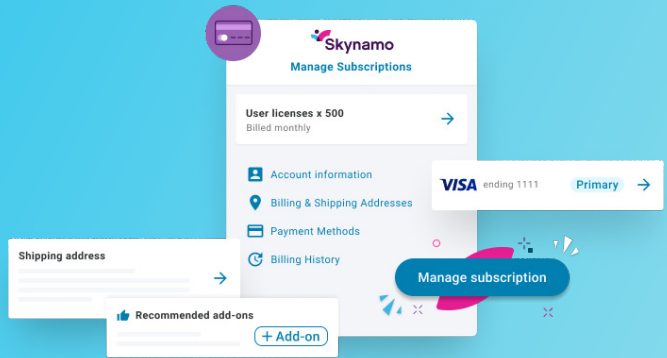 Skynamo
Manage Subscriptions
User licenses x 500
Billed monthly
Account information
VISA ending 1111 Primary
Billing & Shipping Addresses
Payment Methods
Billing History
Manage subscription
Shipping address
Recommended add-ons
+ Add-on